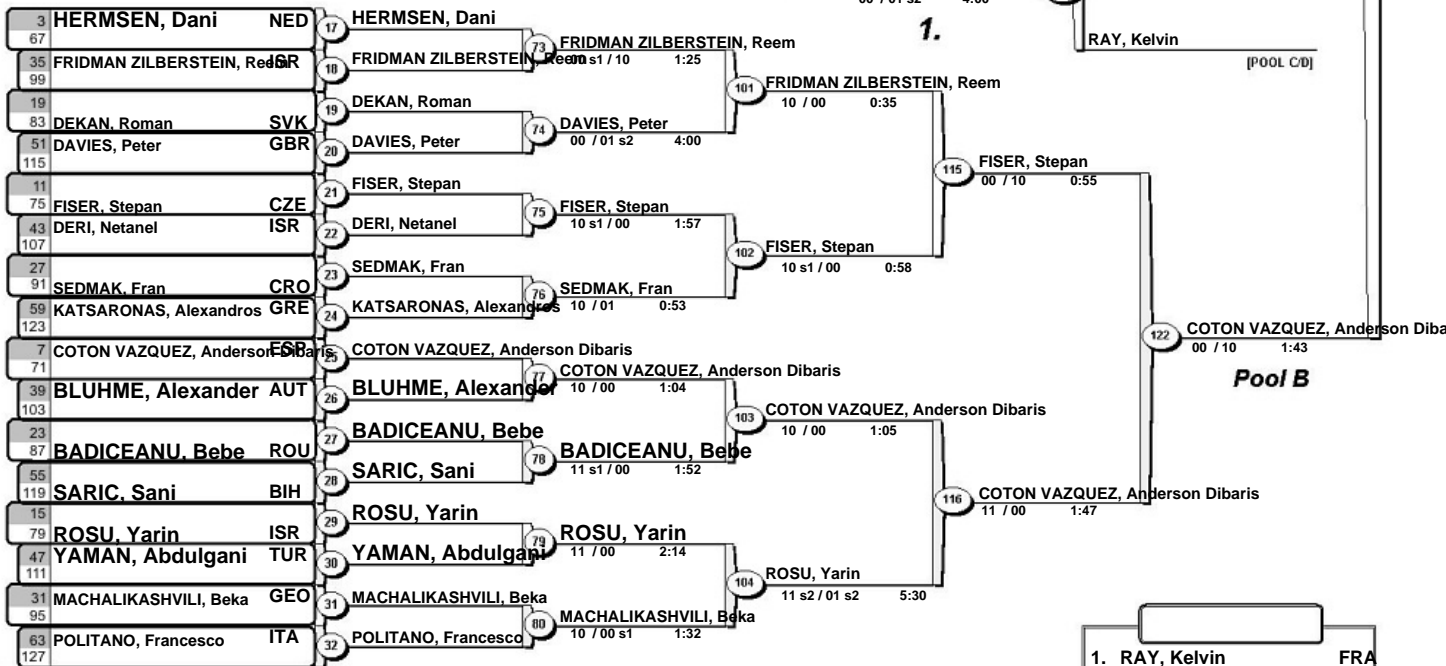 00 / 01 s2 4:00
1.
RAY, Kelvin
[POOL C/D]
3 HERMSEN, Dani NED
67
35 FRIDMAN ZILBERSTEIN, Reem ISR
99
19
83 DEKAN, Roman SVK
51 DAVIES, Peter GBR
115
11
75 FISER, Stepan CZE
43 DERI, Netanel ISR
107
27
91 SEDMAK, Fran CRO
59 KATSARONAS, Alexandros GRE
123
7 COTON VAZQUEZ, Anderson Dibaris ESP
71
39 BLUHME, Alexander AUT
103
23
87 BADICEANU, Bebe ROU
55
119 SARIC, Sani BIH
15
79 ROSU, Yarin ISR
47 YAMAN, Abdulgani TUR
111
31 MACHALIKASHVILI, Beka GEO
95
63 POLITANO, Francesco ITA
127
17 HERMSEN, Dani
18 FRIDMAN ZILBERSTEIN, Reem
19 DEKAN, Roman
20 DAVIES, Peter
21 FISER, Stepan
22 DERI, Netanel
23 SEDMAK, Fran
24 KATSARONAS, Alexandros
25 COTON VAZQUEZ, Anderson Dibaris
26 BLUHME, Alexander
27 BADICEANU, Bebe
28 SARIC, Sani
29 ROSU, Yarin
30 YAMAN, Abdulgani
31 MACHALIKASHVILI, Beka
32 POLITANO, Francesco
73 FRIDMAN ZILBERSTEIN, Reem
00 s1 / 10 1:25
74 DAVIES, Peter
00 / 01 s2 4:00
75 FISER, Stepan
10 s1 / 00 1:57
76 SEDMAK, Fran
10 / 01 0:53
77 COTON VAZQUEZ, Anderson Dibaris
10 / 00 1:04
78 BADICEANU, Bebe
11 s1 / 00 1:52
79 ROSU, Yarin
11 / 00 2:14
80 MACHALIKASHVILI, Beka
10 / 00 s1 1:32
101 FRIDMAN ZILBERSTEIN, Reem
10 / 00 0:35
102 FISER, Stepan
10 s1 / 00 0:58
103 COTON VAZQUEZ, Anderson Dibaris
10 / 00 1:05
104 ROSU, Yarin
11 s2 / 01 s2 5:30
115 FISER, Stepan
00 / 10 0:55
116 COTON VAZQUEZ, Anderson Dibaris
11 / 00 1:47
122 COTON VAZQUEZ, Anderson Diba
00 / 10 1:43
Pool B
1. RAY, Kelvin FRA